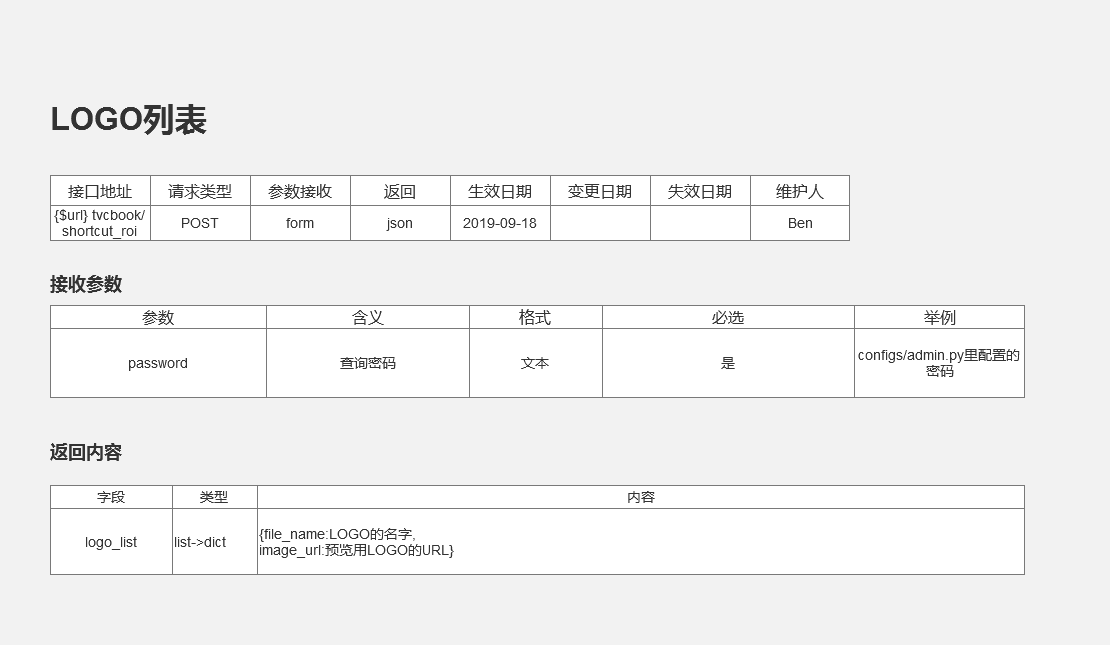 LOGO列表
接口地址 请求类型 参数接收 返回 生效日期 变更日期 失效日期 维护人
{$url} tvcbook/
shortcut_roi POST form json 2019-09-18 Ben
接收参数
参数 含义 格式 必选 举例
password 查询密码 文本 是 configs/admin.py里配置的
密码
返回内容
字段 类型 内容
logo_list list->dict {file_name:LOGO的名字,
image_url:预览用LOGO的URL}